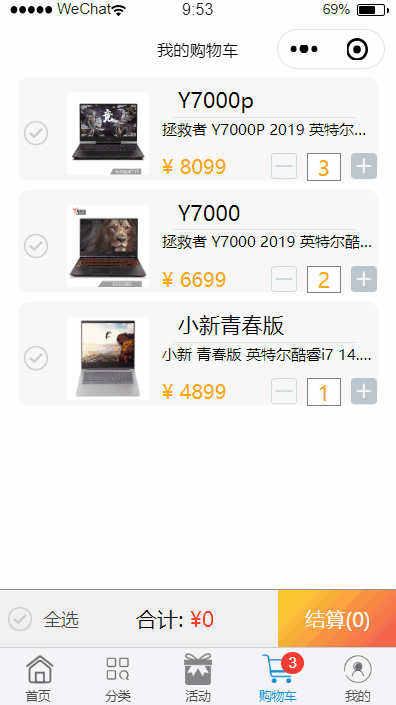 WeChat 9:53 69%
我的购物车
Y7000p
拯救者 Y7000P 2019 英特尔...
¥ 8099 3
Y7000
拯救者 Y7000 2019 英特尔酷...
¥ 6699 2
小新青春版
小新 青春版 英特尔酷睿i7 14....
¥ 4899 1
全选 合计: ¥0 结算(0)
3
首页 分类 活动 购物车 我的